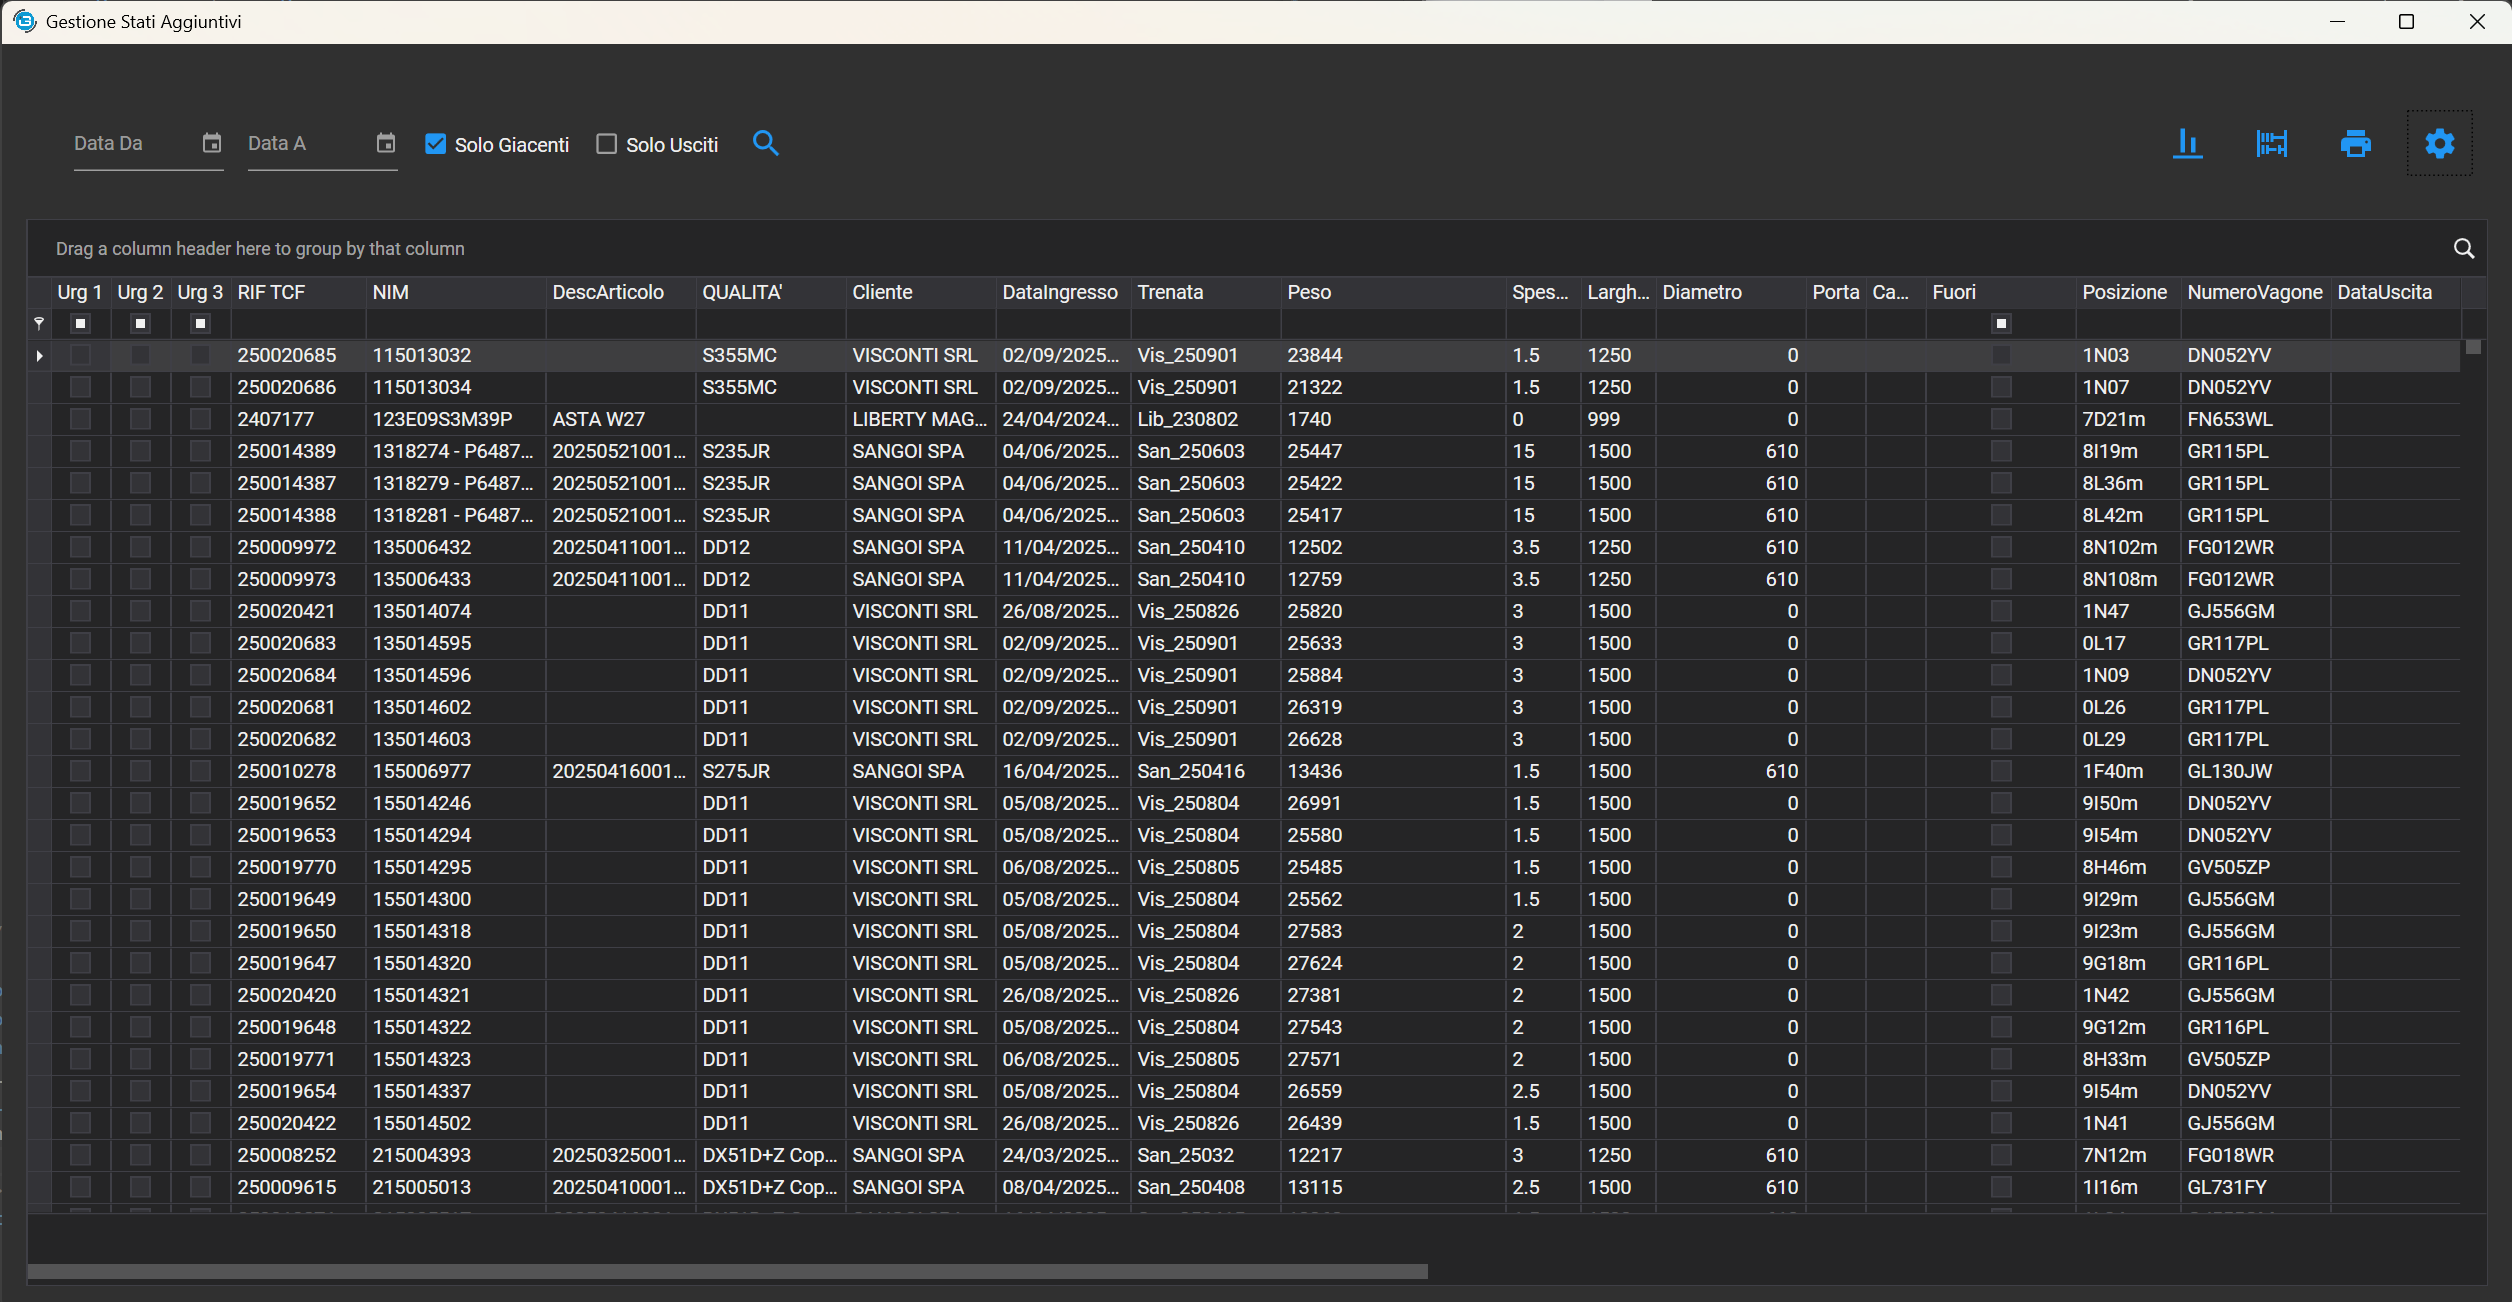 Gestione Stati Aggiuntivi
Data Da Data A Solo Giacenti Solo Usciti
Drag a column header here to group by that column
Urg 1 Urg 2 Urg 3 RIF TCF NIM DescArticolo QUALITA' Cliente DataIngresso Trenata Peso Spes... Largh... Diametro Porta Ca... Fuori Posizione NumeroVagone DataUscita
250020685 115013032 S355MC VISCONTI SRL 02/09/2025... Vis_250901 23844 1.5 1250 0 1N03 DN052YV
250020686 115013034 S355MC VISCONTI SRL 02/09/2025... Vis_250901 21322 1.5 1250 0 1N07 DN052YV
2407177 123E09S3M39P ASTA W27 LIBERTY MAG... 24/04/2024... Lib_230802 1740 0 999 0 7D21m FN653WL
250014389 1318274 - P6487... 20250521001... S235JR SANGOI SPA 04/06/2025... San_250603 25447 15 1500 610 8I19m GR115PL
250014387 1318279 - P6487... 20250521001... S235JR SANGOI SPA 04/06/2025... San_250603 25422 15 1500 610 8L36m GR115PL
250014388 1318281 - P6487... 20250521001... S235JR SANGOI SPA 04/06/2025... San_250603 25417 15 1500 610 8L42m GR115PL
250009972 135006432 20250411001... DD12 SANGOI SPA 11/04/2025... San_250410 12502 3.5 1250 610 8N102m FG012WR
250009973 135006433 20250411001... DD12 SANGOI SPA 11/04/2025... San_250410 12759 3.5 1250 610 8N108m FG012WR
250020421 135014074 DD11 VISCONTI SRL 26/08/2025... Vis_250826 25820 3 1500 0 1N47 GJ556GM
250020683 135014595 DD11 VISCONTI SRL 02/09/2025... Vis_250901 25633 3 1500 0 0L17 GR117PL
250020684 135014596 DD11 VISCONTI SRL 02/09/2025... Vis_250901 25884 3 1500 0 1N09 DN052YV
250020681 135014602 DD11 VISCONTI SRL 02/09/2025... Vis_250901 26319 3 1500 0 0L26 GR117PL
250020682 135014603 DD11 VISCONTI SRL 02/09/2025... Vis_250901 26628 3 1500 0 0L29 GR117PL
250010278 155006977 20250416001... S275JR SANGOI SPA 16/04/2025... San_250416 13436 1.5 1500 610 1F40m GL130JW
250019652 155014246 DD11 VISCONTI SRL 05/08/2025... Vis_250804 26991 1.5 1500 0 9I50m DN052YV
250019653 155014294 DD11 VISCONTI SRL 05/08/2025... Vis_250804 25580 1.5 1500 0 9I54m DN052YV
250019770 155014295 DD11 VISCONTI SRL 06/08/2025... Vis_250805 25485 1.5 1500 0 8H46m GV505ZP
250019649 155014300 DD11 VISCONTI SRL 05/08/2025... Vis_250804 25562 1.5 1500 0 9I29m GJ556GM
250019650 155014318 DD11 VISCONTI SRL 05/08/2025... Vis_250804 27583 2 1500 0 9I23m GJ556GM
250019647 155014320 DD11 VISCONTI SRL 05/08/2025... Vis_250804 27624 2 1500 0 9G18m GR116PL
250020420 155014321 DD11 VISCONTI SRL 26/08/2025... Vis_250826 27381 2 1500 0 1N42 GJ556GM
250019648 155014322 DD11 VISCONTI SRL 05/08/2025... Vis_250804 27543 2 1500 0 9G12m GR116PL
250019771 155014323 DD11 VISCONTI SRL 06/08/2025... Vis_250805 27571 2 1500 0 8H33m GV505ZP
250019654 155014337 DD11 VISCONTI SRL 05/08/2025... Vis_250804 26559 2.5 1500 0 9I54m DN052YV
250020422 155014502 DD11 VISCONTI SRL 26/08/2025... Vis_250826 26439 1.5 1500 0 1N41 GJ556GM
250008252 215004393 20250325001... DX51D+Z Cop... SANGOI SPA 24/03/2025... San_25032 12217 3 1250 610 7N12m FG018WR
250009615 215005013 20250410001... DX51D+Z Cop... SANGOI SPA 08/04/2025... San_250408 13115 2.5 1500 610 1I16m GL731FY